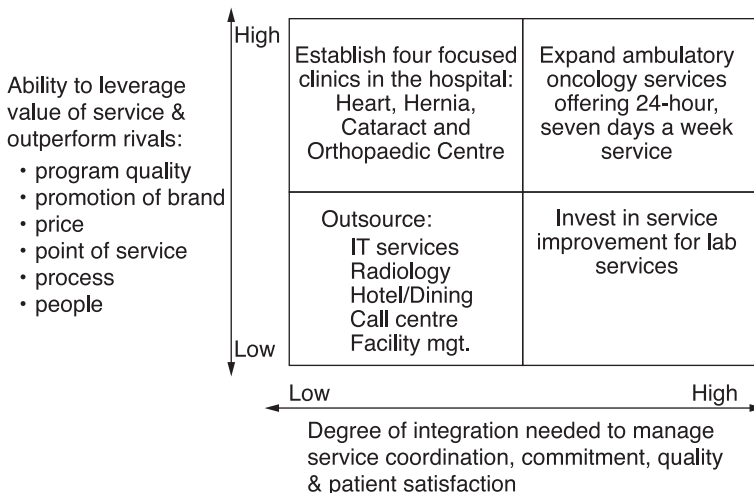 High
Ability to leverage
value of service &
outperform rivals:
• program quality
• promotion of brand
• price
• point of service
• process
• people
Establish four focused
clinics in the hospital:
Heart, Hernia,
Cataract and
Orthopaedic Centre
Expand ambulatory
oncology services
offering 24-hour,
seven days a week
service
Outsource:
IT services
Radiology
Hotel/Dining
Call centre
Facility mgt.
Invest in service
improvement for lab
services
Low
Low
High
Degree of integration needed to manage
service coordination, commitment, quality
& patient satisfaction